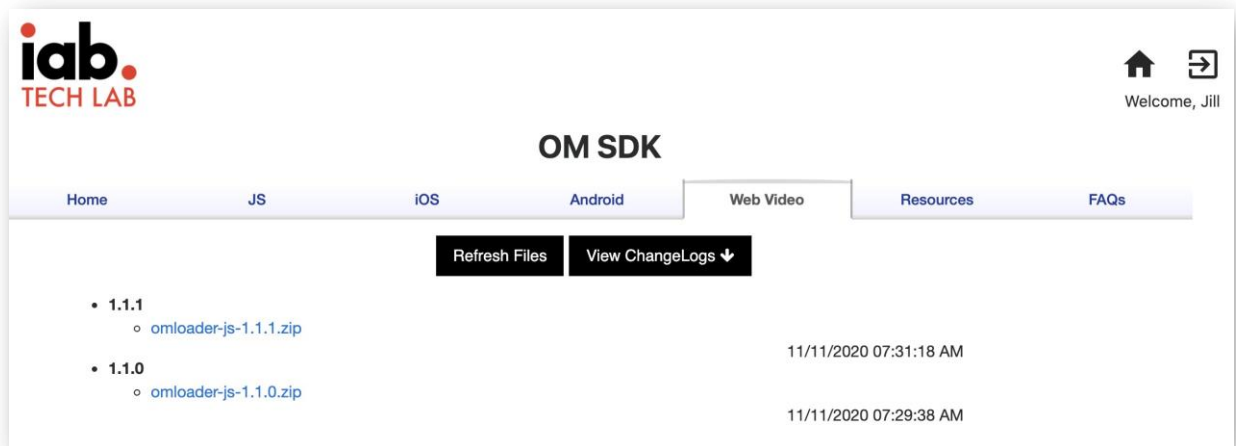 iab.
TECH LAB
Welcome, Jill
OM SDK
Home JS iOS Android Web Video Resources FAQs
Refresh Files View ChangeLogs
1.1.1
omloader-js-1.1.1.zip
11/11/2020 07:31:18 AM
1.1.0
omloader-js-1.1.0.zip
11/11/2020 07:29:38 AM